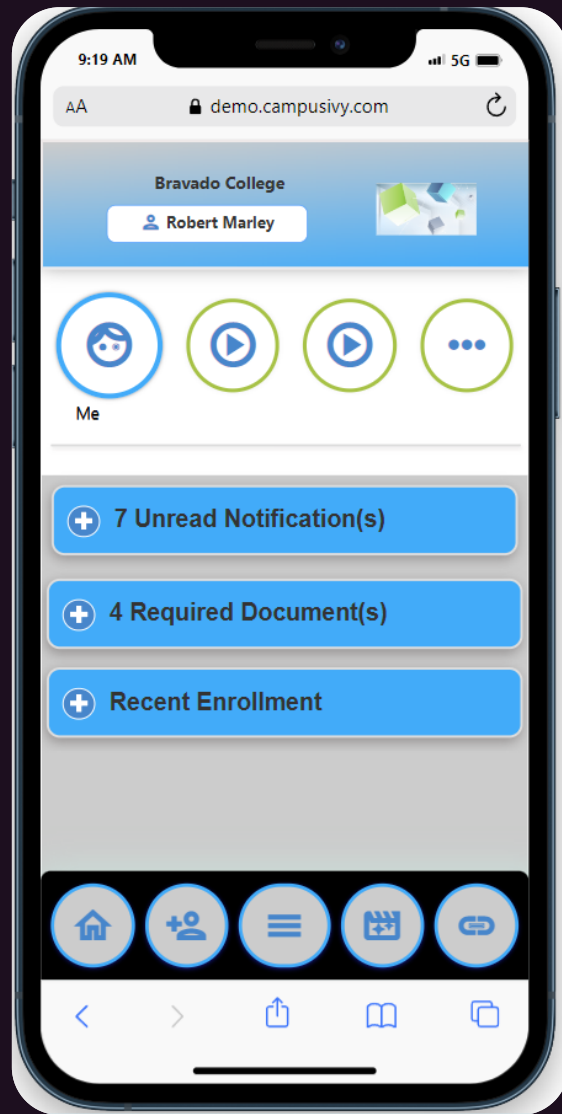 9:19 AM
5G
AA
demo.campusivy.com
Bravado College
Robert Marley
Me
7 Unread Notification(s)
4 Required Document(s)
Recent Enrollment